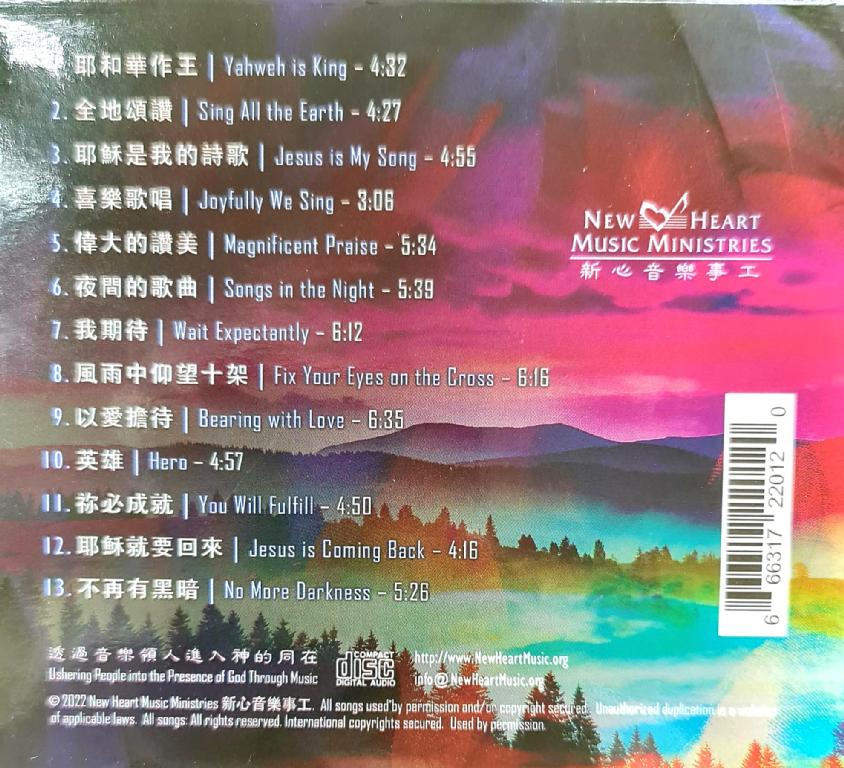 1. 耶和華作王 | Yahweh is King - 4:32
2. 全地頌讚 | Sing All the Earth - 4:27
3. 耶穌是我的詩歌 | Jesus is My Song - 4:55
4. 喜樂歌唱 | Joyfully We Sing - 3:06
5. 偉大的讚美 | Magnificent Praise - 5:34
6. 夜間的歌曲 | Songs in the Night - 5:39
7. 我期待 | Wait Expectantly - 6:12
8. 風雨中仰望十架 | Fix Your Eyes on the Cross - 6:16
9. 以愛擔待 | Bearing with Love - 6:35
10. 英雄 | Hero - 4:57
11. 祢必成就 | You Will Fulfill - 4:50
12. 耶穌就要回來 | Jesus is Coming Back - 4:16
13. 不再有黑暗 | No More Darkness - 5:26
NEW HEART
MUSIC MINISTRIES
新心音樂事工
6 66317 22012 0
透過音樂領人進入神的同在
Ushering People into the Presence of God Through Music
COMPACT
disc
DIGITAL AUDIO
http://www.NewHeartMusic.org
info@NewHeartMusic.org
©2022 New Heart Music Ministries 新心音樂事工. All songs used by permission and/or copyright secured. Unauthorized duplication is a violation
of applicable laws. All songs: All rights reserved. International copyrights secured. Used by permission.